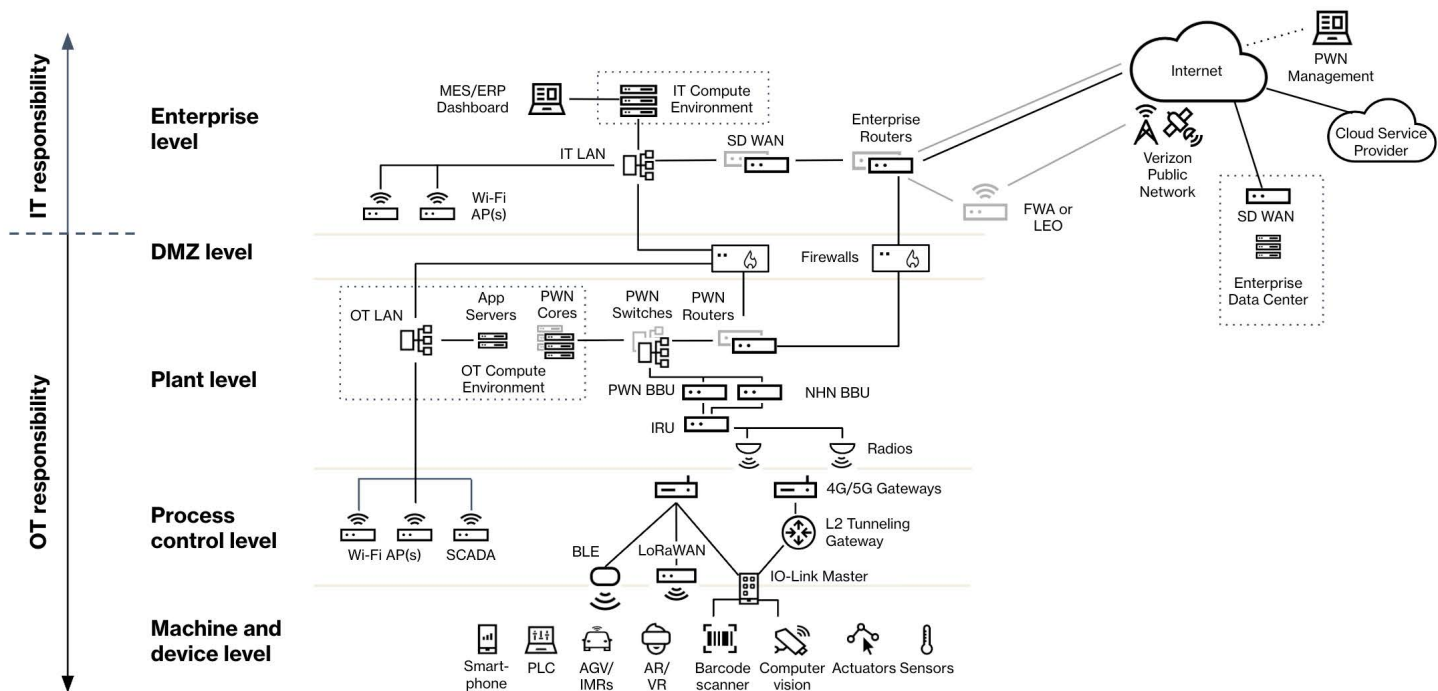 IT responsibility
OT responsibility
Enterprise
level
MES/ERP
Dashboard
IT Compute
Environment
IT LAN
SD WAN
Enterprise
Routers
Wi-Fi
AP(s)
FWA or
LEO
Internet
PWN
Management
Cloud Service
Provider
Verizon
Public
Network
SD WAN
Enterprise
Data Center
DMZ level
Firewalls
Plant level
OT LAN
App
Servers
PWN
Cores
OT Compute
Environment
PWN
Switches
PWN
Routers
PWN BBU
NHN BBU
IRU
Radios
Process
control level
Wi-Fi AP(s)
SCADA
BLE
LoRaWAN
4G/5G Gateways
L2 Tunneling
Gateway
IO-Link Master
Machine and
device level
Smart-
phone
PLC
AGV/
IMRs
AR/
VR
Barcode
scanner
Computer
vision
Actuators
Sensors